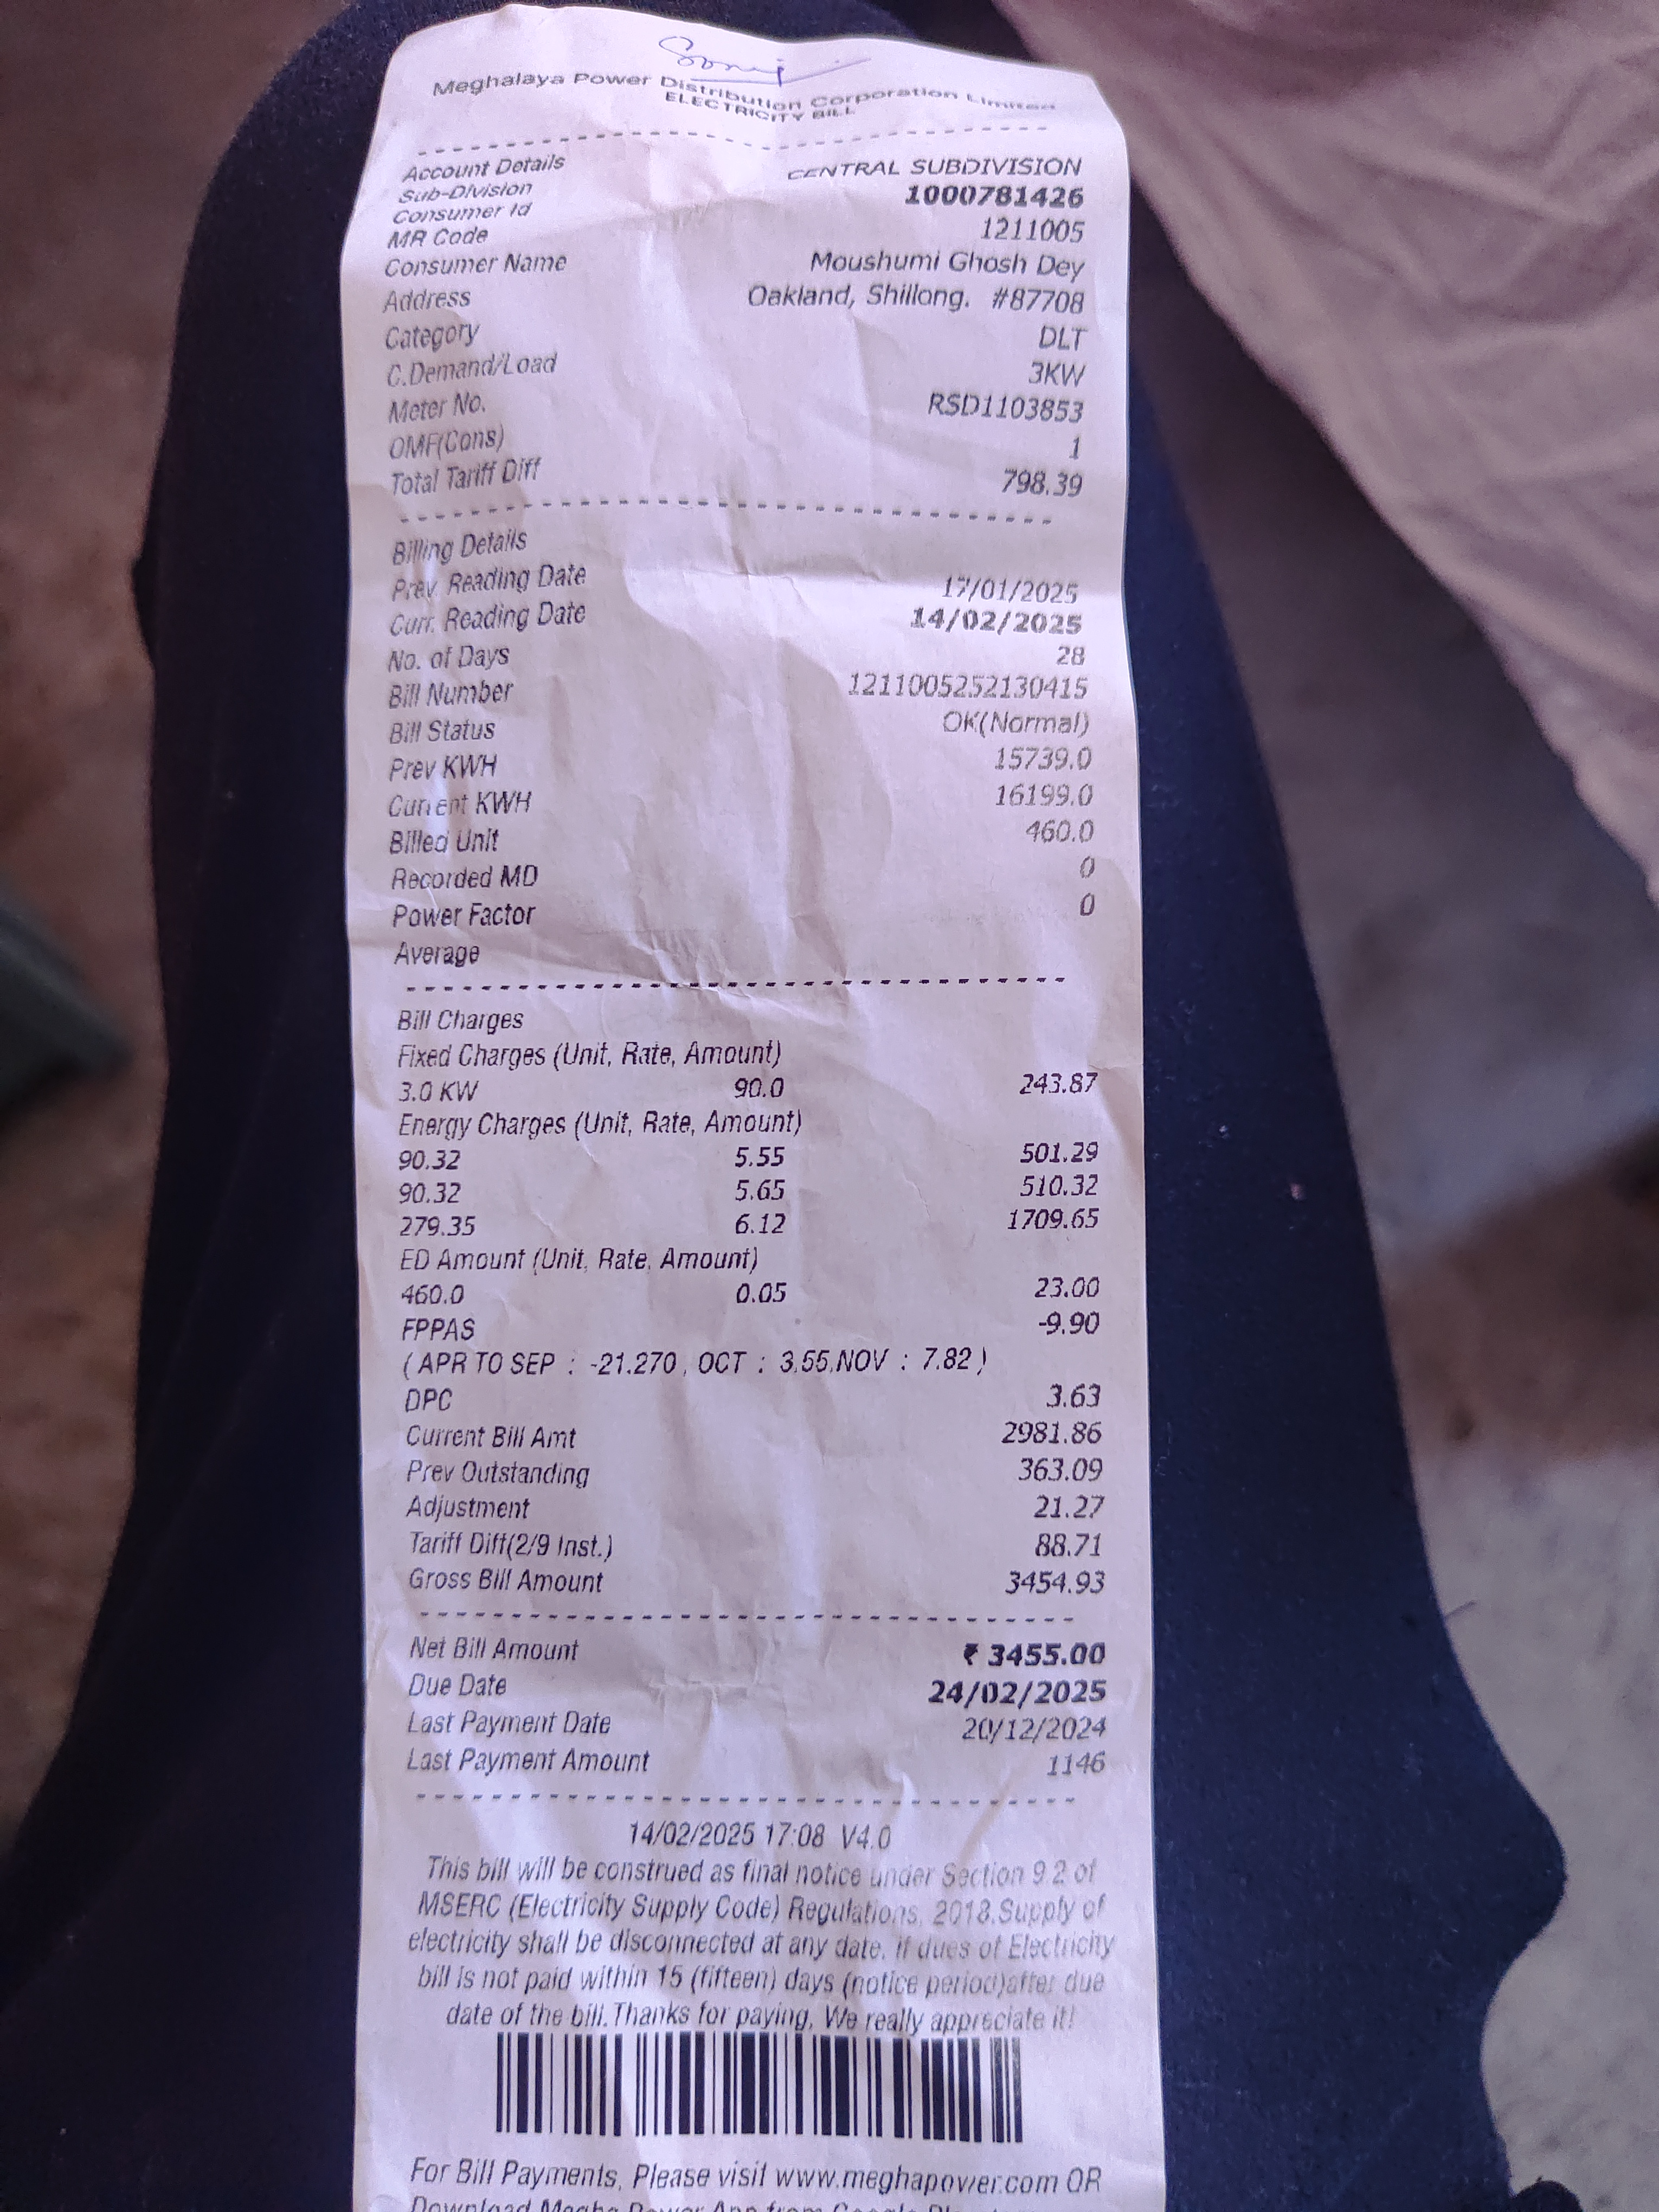 Meghalaya Power Distribution Corporation Limited
ELECTRICITY BILL
Account Details
Sub-Division CENTRAL SUBDIVISION
Consumer Id 1000781426
MR Code 1211005
Consumer Name Moushumi Ghosh Dey
Address Oakland, Shillong. #87708
Category DLT
C.Demand/Load 3KW
Meter No. RSD1103853
OMF(Cons) 1
Total Tariff Diff 798.39
Billing Details
Prev. Reading Date 17/01/2025
Curr. Reading Date 14/02/2025
No. of Days 28
Bill Number 1211005252130415
Bill Status OK(Normal)
Prev KWH 15739.0
Current KWH 16199.0
Billed Unit 460.0
Recorded MD 0
Power Factor 0
Average
Bill Charges
Fixed Charges (Unit, Rate, Amount)
3.0 KW 90.0 243.87
Energy Charges (Unit, Rate, Amount)
90.32 5.55 501.29
90.32 5.65 510.32
279.35 6.12 1709.65
ED Amount (Unit, Rate, Amount)
460.0 0.05 23.00
FPPAS -9.90
( APR TO SEP : -21.270, OCT : 3.55,NOV : 7.82 )
DPC 3.63
Current Bill Amt 2981.86
Prev Outstanding 363.09
Adjustment 21.27
Tariff Diff(2/9 Inst.) 88.71
Gross Bill Amount 3454.93
Net Bill Amount ₹ 3455.00
Due Date 24/02/2025
Last Payment Date 20/12/2024
Last Payment Amount 1146
14/02/2025 17:08 V4.0
This bill will be construed as final notice under Section 9.2 of
MSERC (Electricity Supply Code) Regulations, 2018.Supply of
electricity shall be disconnected at any date, if dues of Electricity
bill is not paid within 15 (fifteen) days (notice period)after due
date of the bill.Thanks for paying, We really appreciate it!
For Bill Payments, Please visit www.meghapower.com OR
Download Megha Power App from Google